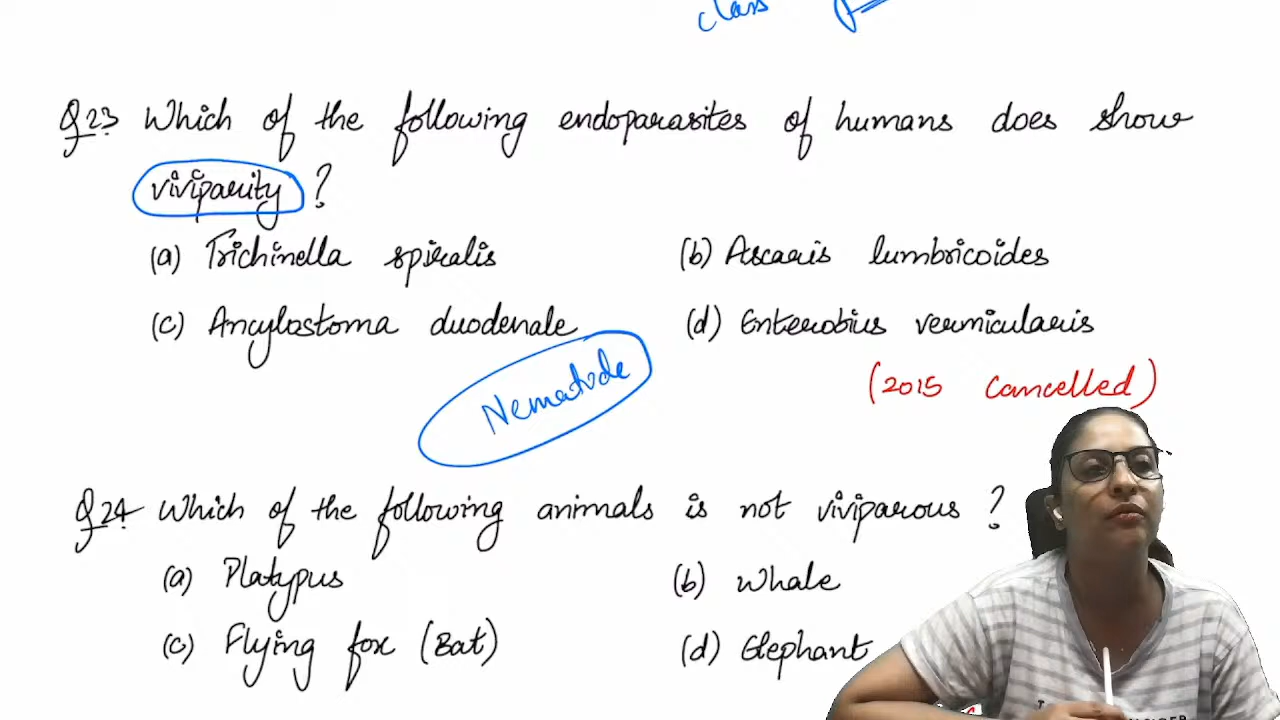 class
Q23 Which of the following endoparasites of humans does show
viviparity ?
(a) Trichinella spiralis (b) Ascaris lumbricoides
(c) Ancylostoma duodenale (d) Enterobius vermicularis
Nematode
(2015 cancelled)
Q24 Which of the following animals is not viviparous ?
(a) Platypus (b) Whale
(c) Flying fox (Bat) (d) Elephant